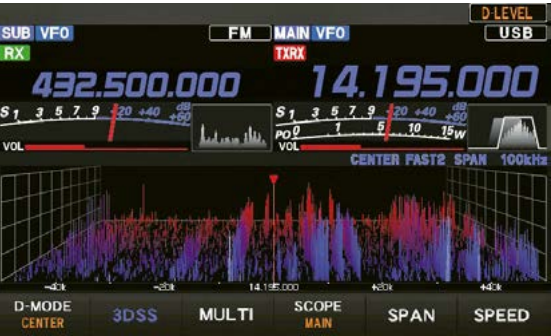 D-LEVEL
SUB VFO FM MAIN VFO USB
RX TXRX
432.500.000 14.195.000
S 1 3 5 7 9 +20 +40 +60 dB S 1 3 5 7 9 +20 +40 +60 dB
PO 0 1 5 10 15W
VOL VOL
CENTER FAST2 SPAN 100kHz
-40k -20k 14.195.000 +20k +40k
D-MODE 3DSS MULTI SCOPE SPAN SPEED
CENTER MAIN